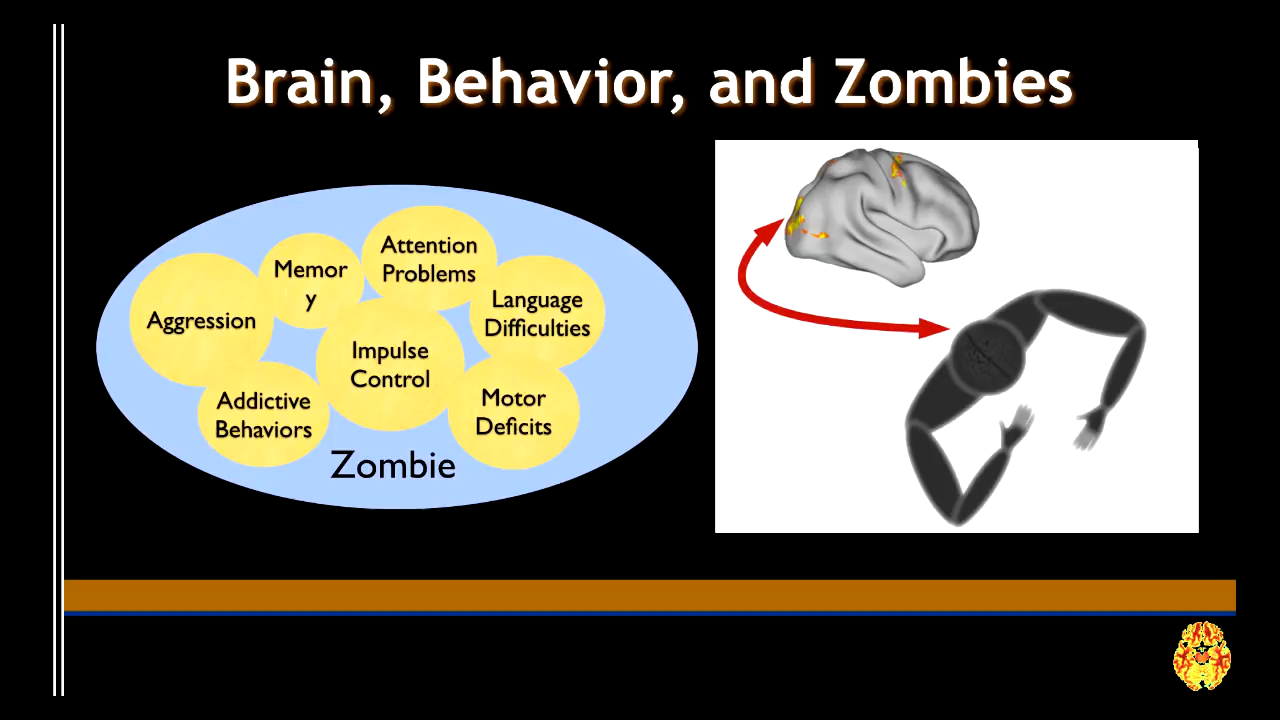 Brain, Behavior, and Zombies
Aggression
Memor
y
Attention
Problems
Language
Difficulties
Impulse
Control
Addictive
Behaviors
Motor
Deficits
Zombie